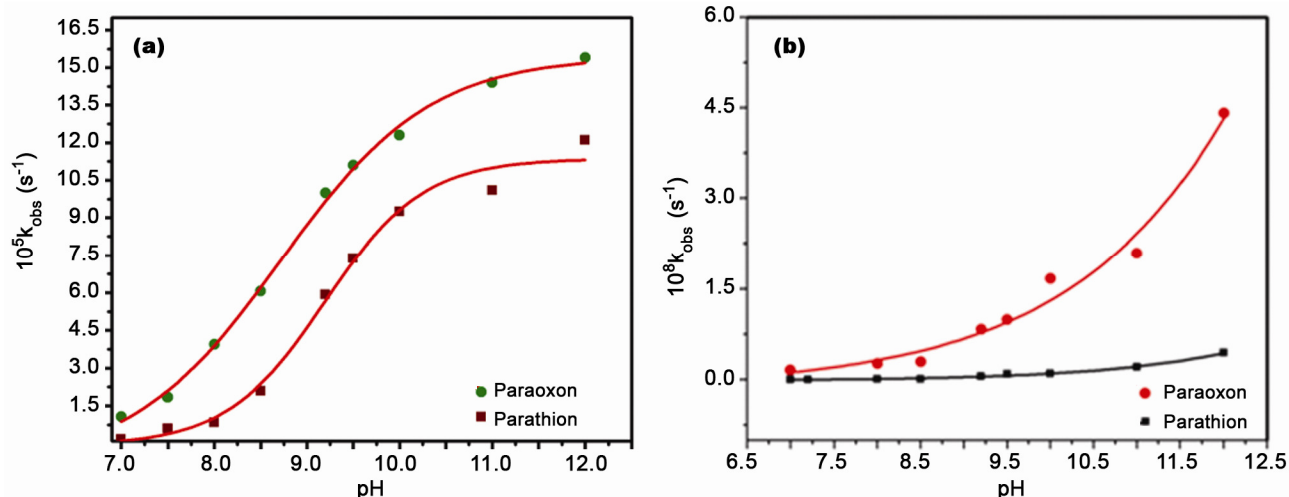 (a)
16.5
15.0
13.5
12.0
10.5
9.0
7.5
6.0
4.5
3.0
1.5
10⁵k_obs (s⁻¹)
Paraoxon
Parathion
7.0 8.0 9.0 10.0 11.0 12.0
pH
(b)
6.0
4.5
3.0
1.5
0.0
10⁸k_obs (s⁻¹)
Paraoxon
Parathion
6.5 7.5 8.5 9.5 10.5 11.5 12.5
pH